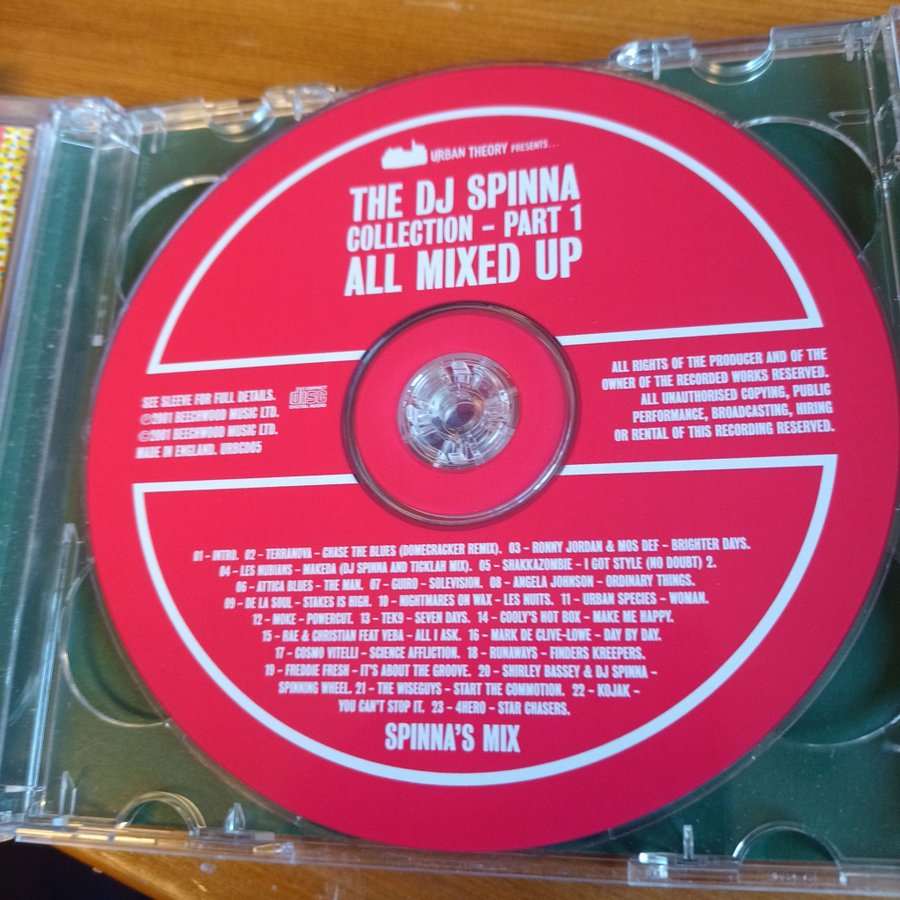 URBAN THEORY PRESENTS...
THE DJ SPINNA
COLLECTION - PART 1
ALL MIXED UP
SEE SLEEVE FOR FULL DETAILS.
Ⓟ2001 BEECHWOOD MUSIC LTD.
©2001 BEECHWOOD MUSIC LTD.
MADE IN ENGLAND. URBCD05
COMPACT
disc
DIGITAL AUDIO
ALL RIGHTS OF THE PRODUCER AND OF THE
OWNER OF THE RECORDED WORKS RESERVED.
ALL UNAUTHORISED COPYING, PUBLIC
PERFORMANCE, BROADCASTING, HIRING
OR RENTAL OF THIS RECORDING RESERVED.
01 - INTRO. 02 - TERRANOVA - CHASE THE BLUES (DOMECRACKER REMIX). 03 - RONNY JORDAN & MOS DEF - BRIGHTER DAYS.
04 - LES NUBIANS - MAKEDA (DJ SPINNA AND TICKLAH MIX). 05 - SHAKKAZOMBIE - I GOT STYLE (NO DOUBT) 2.
06 - ATTICA BLUES - THE MAN. 07 - GUIRO - SOLEVISION. 08 - ANGELA JOHNSON - ORDINARY THINGS.
09 - DE LA SOUL - STAKES IS HIGH. 10 - NIGHTMARES ON WAX - LES NUITS. 11 - URBAN SPECIES - WOMAN.
12 - MOKE - POWERCUT. 13 - TEK9 - SEVEN DAYS. 14 - COOLY'S HOT BOX - MAKE ME HAPPY.
15 - RAE & CHRISTIAN FEAT VEBA - ALL I ASK. 16 - MARK DE CLIVE-LOWE - DAY BY DAY.
17 - COSMO VITELLI - SCIENCE AFFLICTION. 18 - RUNAWAYS - FINDERS KREEPERS.
19 - FREDDIE FRESH - IT'S ABOUT THE GROOVE. 20 - SHIRLEY BASSEY & DJ SPINNA -
SPINNING WHEEL. 21 - THE WISEGUYS - START THE COMMOTION. 22 - KOJAK -
YOU CAN'T STOP IT. 23 - 4HERO - STAR CHASERS.
SPINNA'S MIX